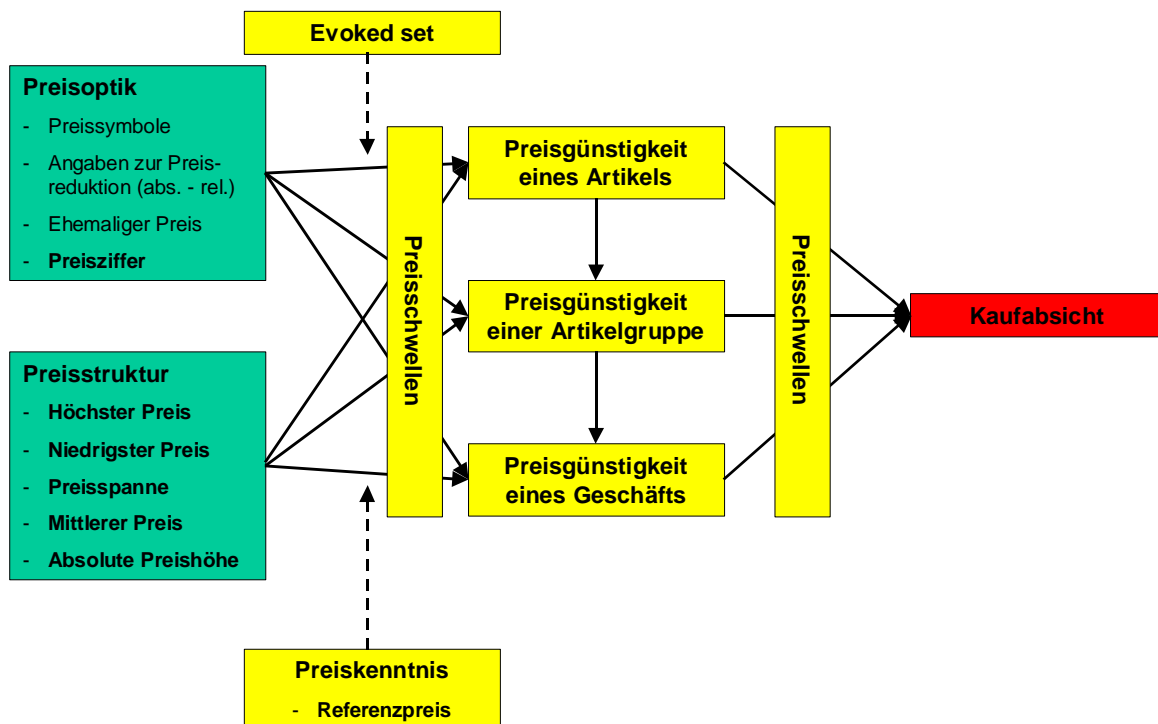 Evoked set
Preisoptik
- Preissymbole
- Angaben zur Preis-
reduktion (abs. - rel.)
- Ehemaliger Preis
- Preisziffer
Preisstruktur
- Höchster Preis
- Niedrigster Preis
- Preisspanne
- Mittlerer Preis
- Absolute Preishöhe
Preiskenntnis
- Referenzpreis
Preisschwellen
Preisgünstigkeit
eines Artikels
Preisgünstigkeit
einer Artikelgruppe
Preisgünstigkeit
eines Geschäfts
Preisschwellen
Kaufabsicht